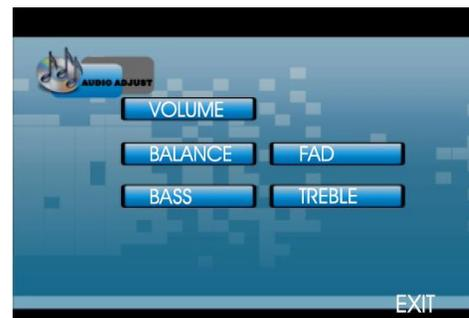 AUDIO ADJUST
VOLUME
BALANCE FAD
BASS TREBLE
EXIT